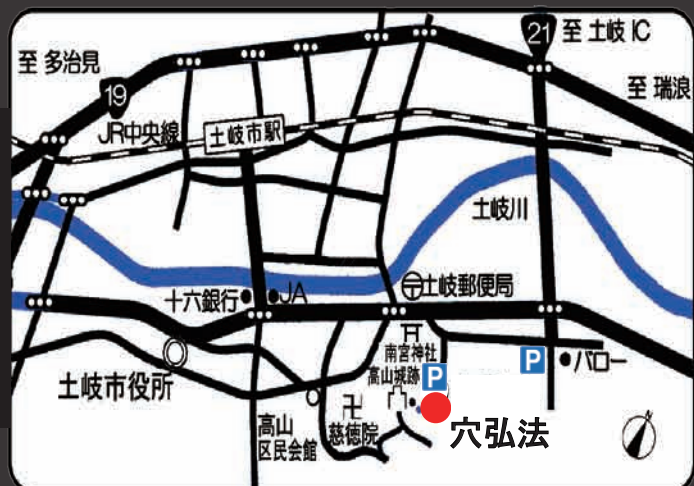 21
至 土岐 IC
至 多治見
19
至 瑞浪
JR中央線
土岐市駅
土岐川
十六銀行
JA
〒土岐郵便局
南宮神社
高山城跡
P
P
バロー
土岐市役所
高山
区民会館
卍
慈徳院
穴弘法
N